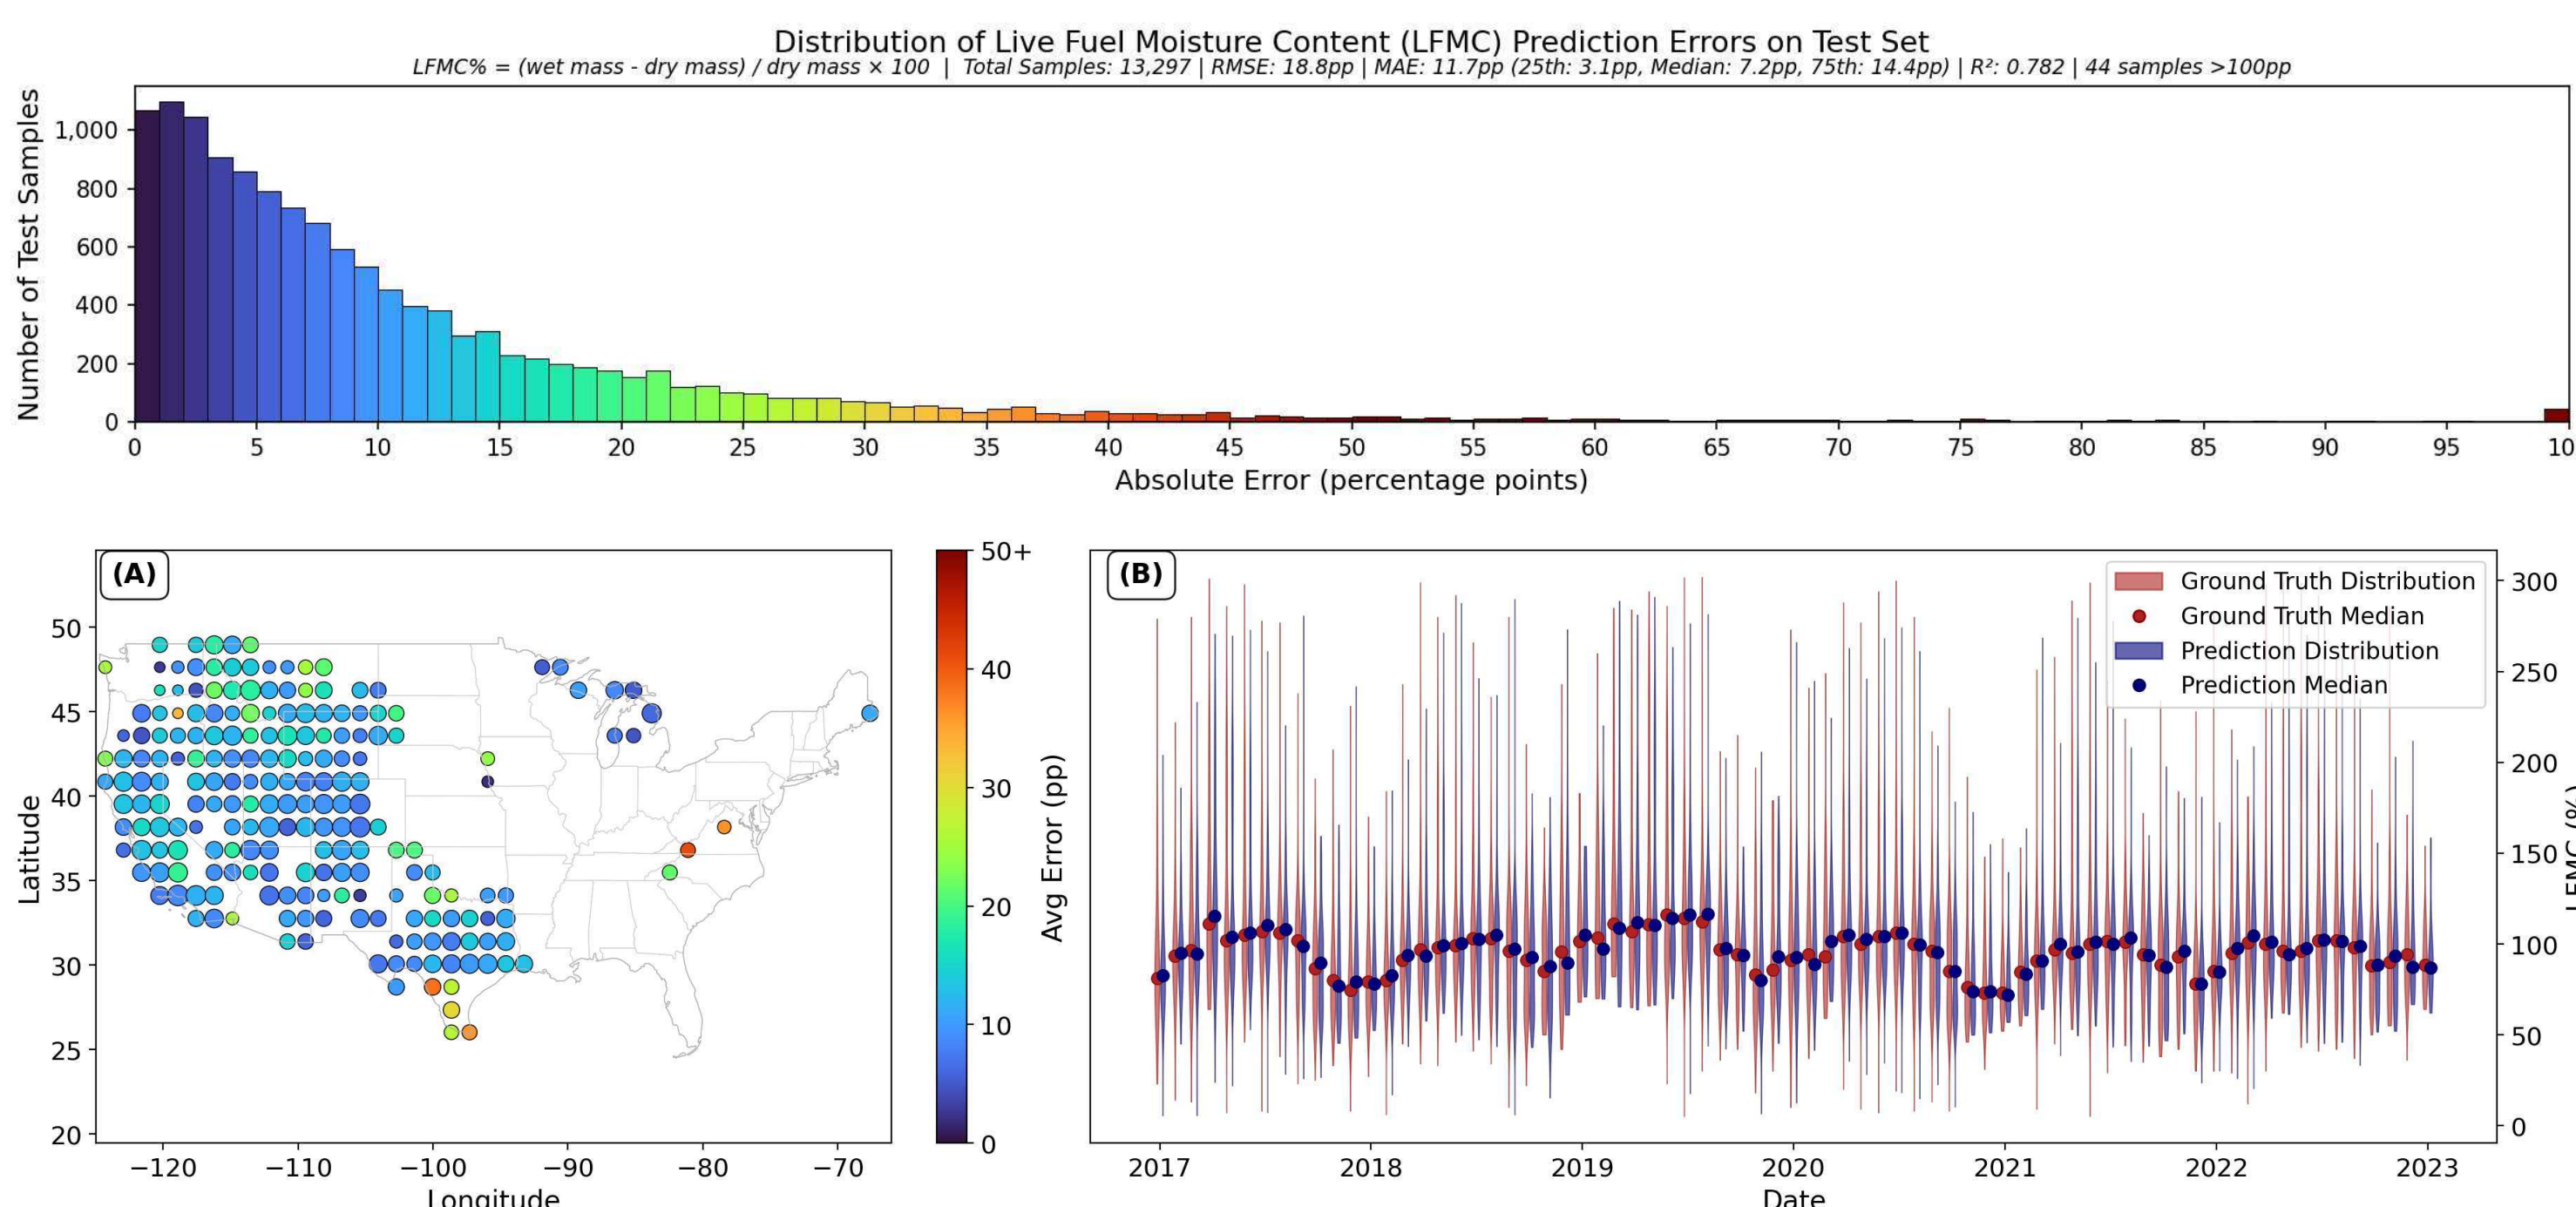 Distribution of Live Fuel Moisture Content (LFMC) Prediction Errors on Test Set
LFMC% = (wet mass - dry mass) / dry mass × 100 | Total Samples: 13,297 | RMSE: 18.8pp | MAE: 11.7pp (25th: 3.1pp, Median: 7.2pp, 75th: 14.4pp) | R²: 0.782 | 44 samples >100pp
Number of Test Samples
1,000
800
600
400
200
0
0 5 10 15 20 25 30 35 40 45 50 55 60 65 70 75 80 85 90 95 10
Absolute Error (percentage points)
(A)
Latitude
50
45
40
35
30
25
20
−120 −110 −100 −90 −80 −70
Longitude
50+
40
30
20
10
0
Avg Error (pp)
(B)
Ground Truth Distribution
Ground Truth Median
Prediction Distribution
Prediction Median
300
250
200
150
100
50
0
LFMC (%)
2017 2018 2019 2020 2021 2022 2023
Date